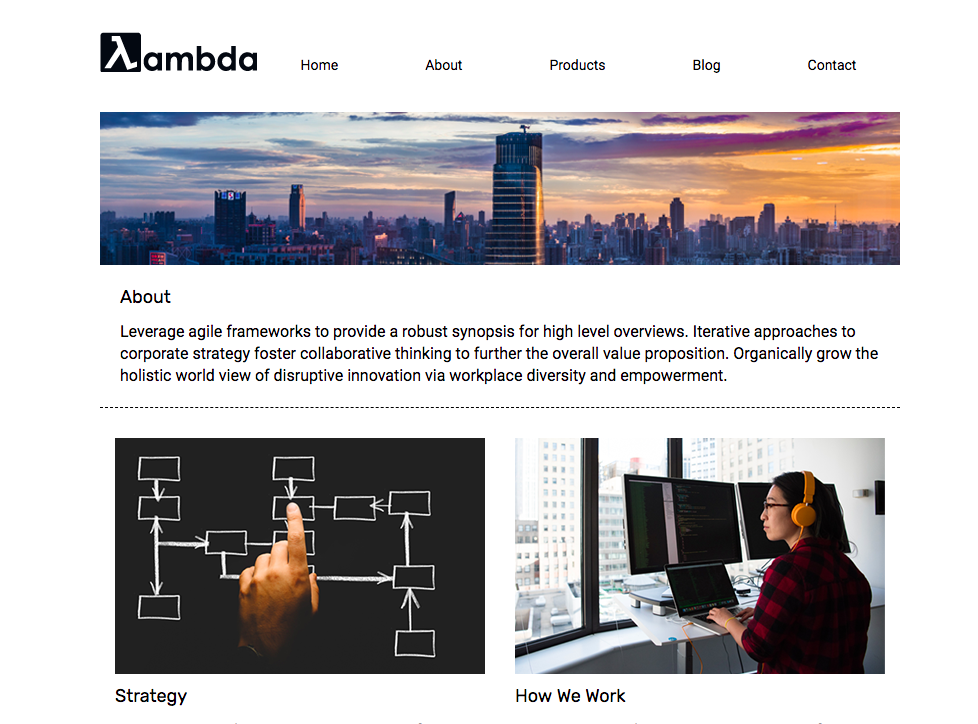 λambda
Home About Products Blog Contact
About
Leverage agile frameworks to provide a robust synopsis for high level overviews. Iterative approaches to
corporate strategy foster collaborative thinking to further the overall value proposition. Organically grow the
holistic world view of disruptive innovation via workplace diversity and empowerment.
Strategy
How We Work